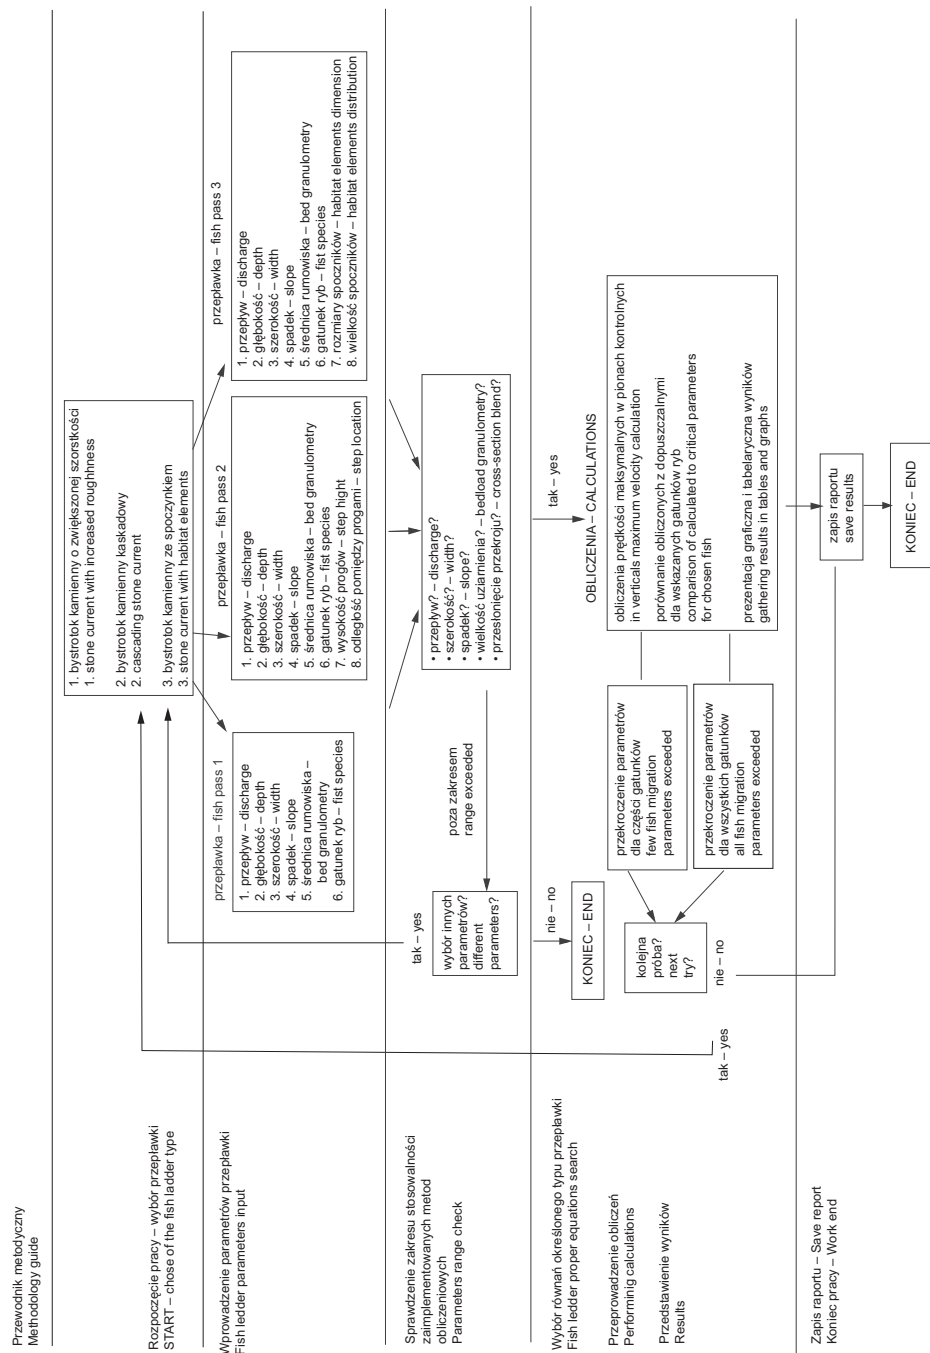 Przewodnik metodyczny
Methodology guide
Rozpoczęcie pracy – wybór przepławki
START – chose of the fish ladder type
1. bystrotok kamienny o zwiększonej szorstkości
1. stone current with increased roughhness
2. bystrotok kamienny kaskadowy
2. cascading stone current
3. bystrotok kamienny ze spoczynkiem
3. stone current with habitat elements
Wprowadzenie parametrów przepławki
Fish ladder parameters input
przepławka – fish pass 1
1. przepływ – discharge
2. głębokość – depth
3. szerokość – width
4. spadek – slope
5. średnica rumowiska –
bed granulometry
6. gatunek ryb – fist species
przepławka – fish pass 2
1. przepływ – discharge
2. głębokość – depth
3. szerokość – width
4. spadek – slope
5. średnica rumowiska – bed granulometry
6. gatunek ryb – fist species
7. wysokość progów – step hight
8. odległość pomiędzy progami – step location
przepławka – fish pass 3
1. przepływ – discharge
2. głębokość – depth
3. szerokość – width
4. spadek – slope
5. średnica rumowiska – bed granulometry
6. gatunek ryb – fist species
7. rozmiary spoczników – habitat elements dimension
8. wielkość spoczników – habitat elements distribution
Sprawdzenie zakresu stosowalności
zaimplementowanych metod
obliczeniowych
Parameters range check
tak – yes
wybór innych
parametrów?
different
parameters?
poza zakresem
range exceeded
• przepływ? – discharge?
• szerokość? – width?
• spadek? – slope?
• wielkość uziarnienia? – bedload granulometry?
• przesłonięcie przekroju? – cross-section blend?
Wybór równań określonego typu przepławki
Fish ladder proper equations search
Przeprowadzenie obliczeń
Performinig calculations
Przedstawienie wyników
Results
nie – no
KONIEC – END
tak – yes
OBLICZENIA – CALCULATIONS
obliczenia prędkości maksymalnych w pionach kontrolnych
in verticals maximum velocity calculation
porównanie obliczonych z dopuszczalnymi
dla wskazanych gatunków ryb
comparison of calculated to critical parameters
for chosen fish
prezentacja graficzna i tabelaryczna wyników
gathering results in tables and graphs
przekroczenie parametrów
dla części gatunków
few fish migration
parameters exceeded
przekroczenie parametrów
dla wszystkich gatunków
all fish migration
parameters exceeded
kolejna
próba?
next
try?
nie – no
tak – yes
Zapis raportu – Save report
Koniec pracy – Work end
zapis raportu
save results
KONIEC – END